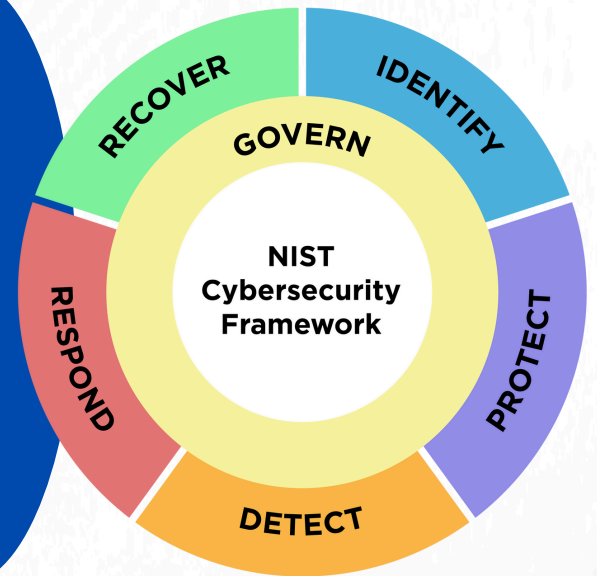 RECOVER
IDENTIFY
GOVERN
NIST
Cybersecurity
Framework
RESPOND
PROTECT
DETECT